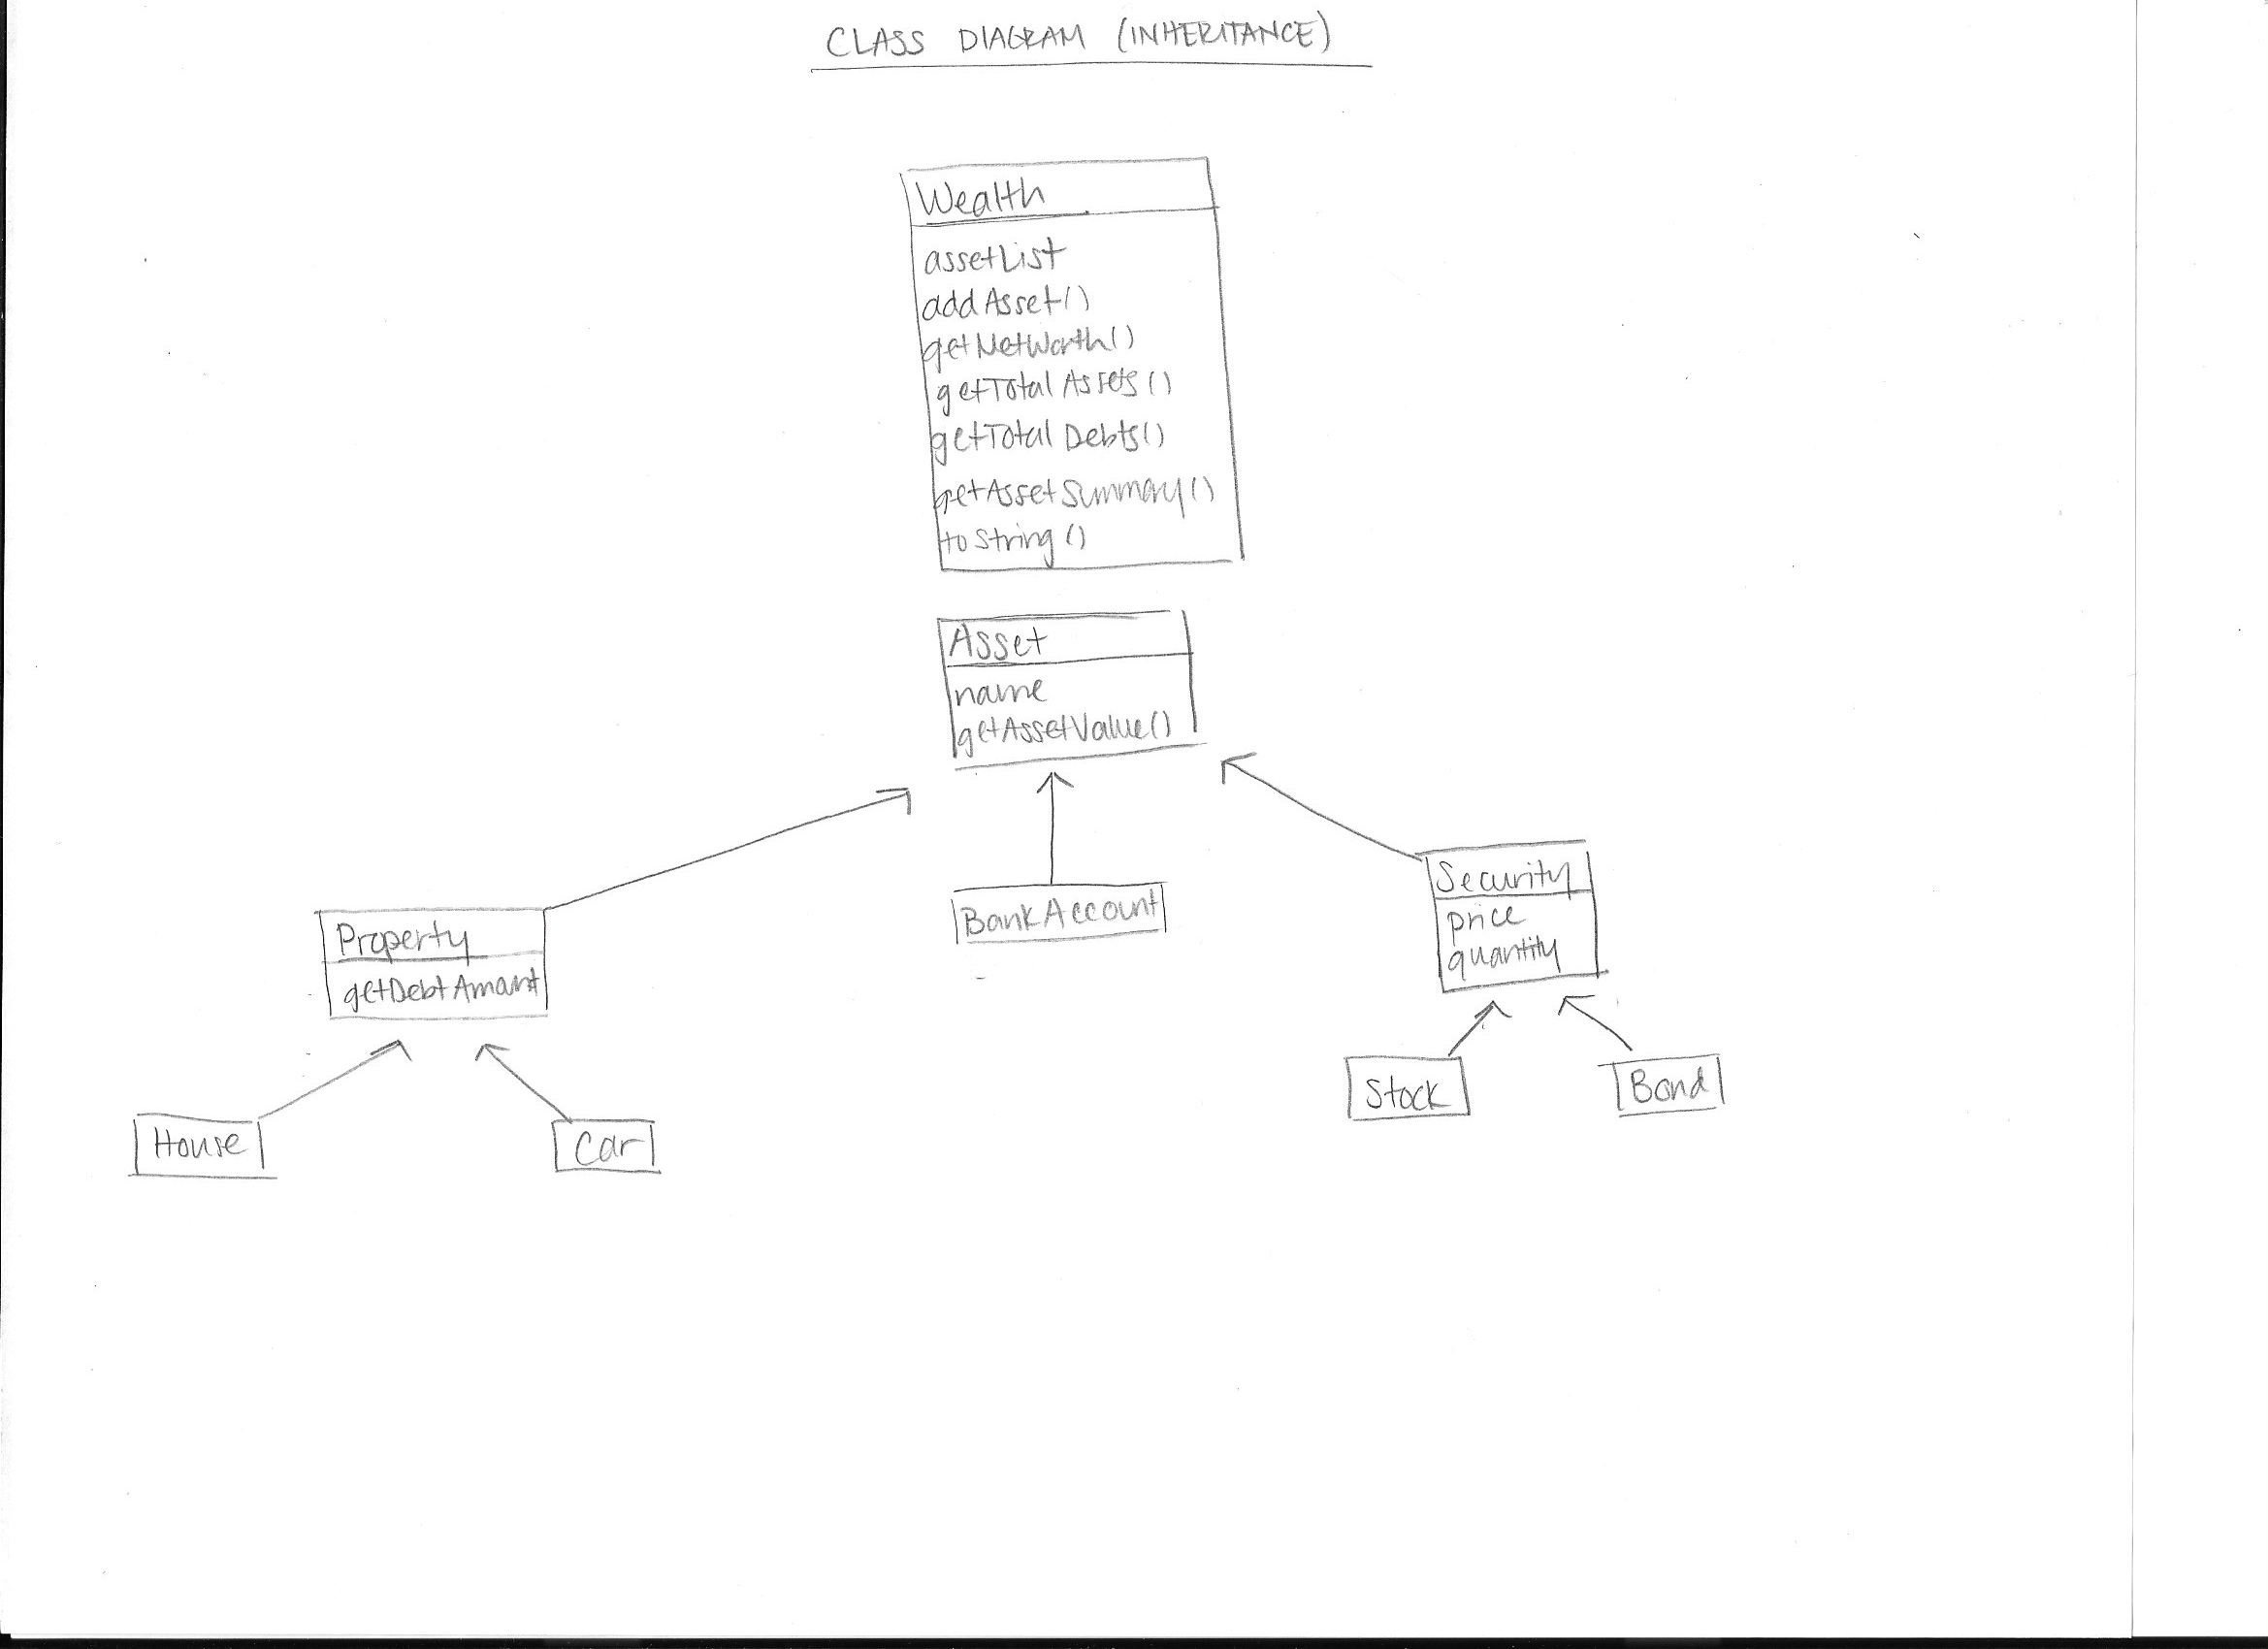 CLASS DIAGRAM (INHERITANCE)
Wealth
assetList
addAsset()
getNetWorth()
getTotalAssets()
getTotalDebts()
getAssetSummary()
toString()
Asset
name
getAssetValue()
Property
getDebtAmount
BankAccount
Security
price
quantity
House
Car
Stock
Bond